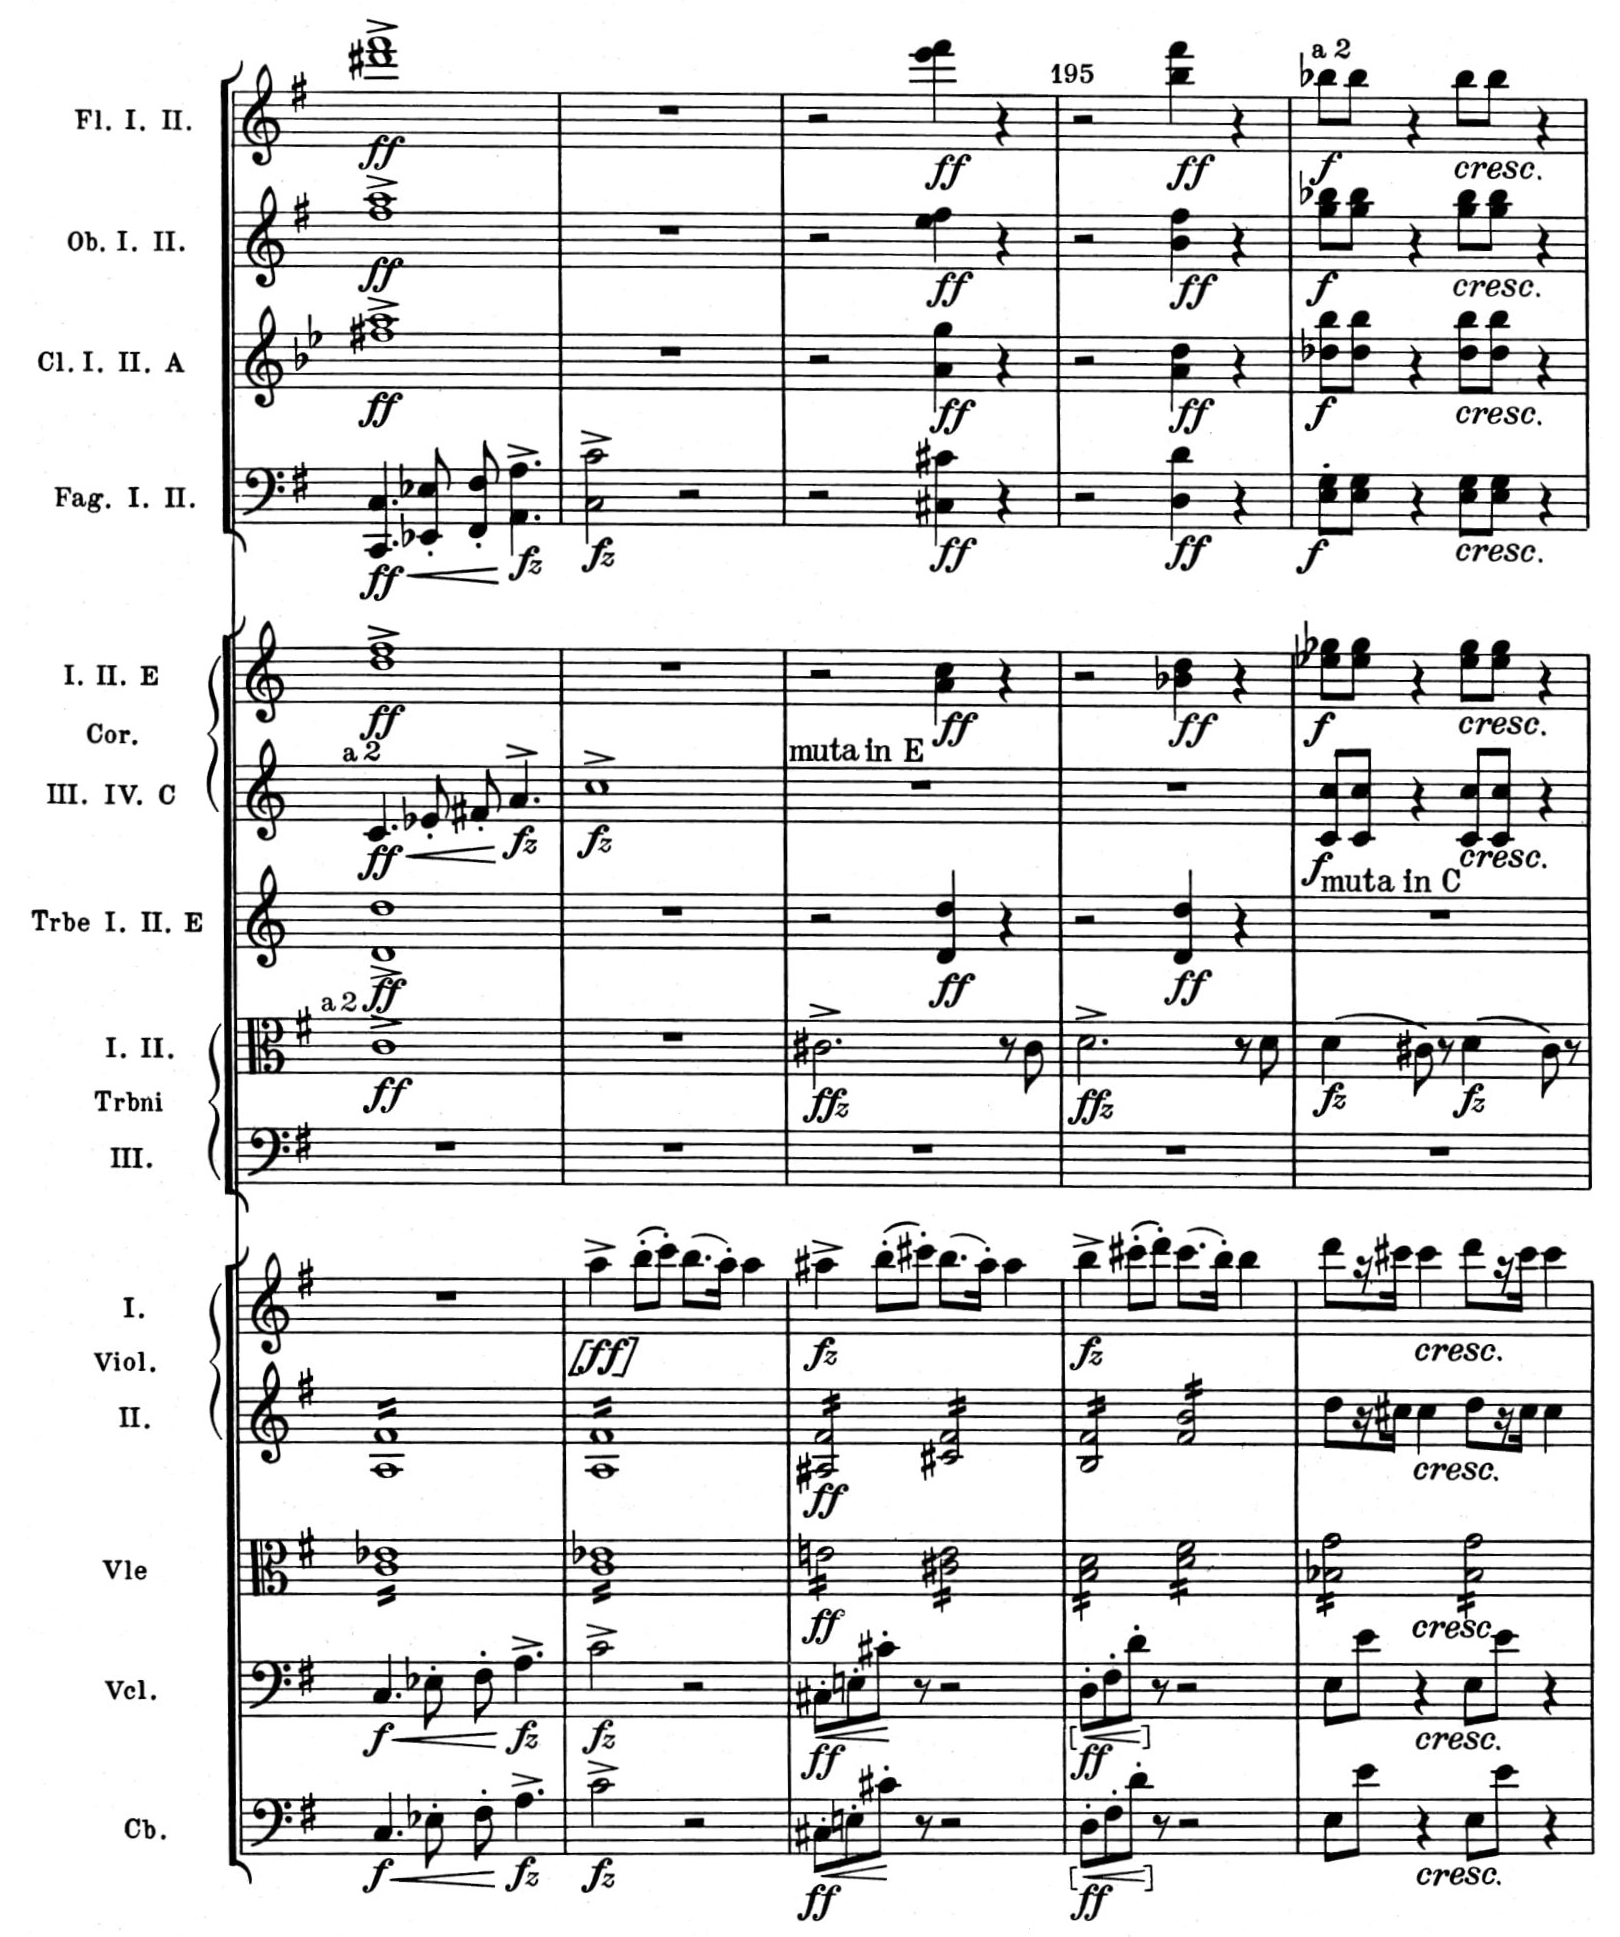 a 2
195
Fl. I. II.
ff ff ff f cresc.
Ob. I. II.
ff ff ff f cresc.
Cl. I. II. A
ff ff ff f cresc.
Fag. I. II.
ff fz fz ff ff f cresc.
I. II. E
ff ff ff f cresc.
Cor.
a 2 muta in E
III. IV. C
ff fz fz f cresc.
muta in C
Trbe I. II. E
ff ff ff
a 2
I. II.
ff ffz ffz fz fz
Trbni
III.
I.
[ff] fz fz cresc.
Viol.
II.
ff cresc.
Vle
ff cresc.
Vcl.
f fz fz ff [ff] cresc.
Cb.
f fz fz ff [ff] cresc.